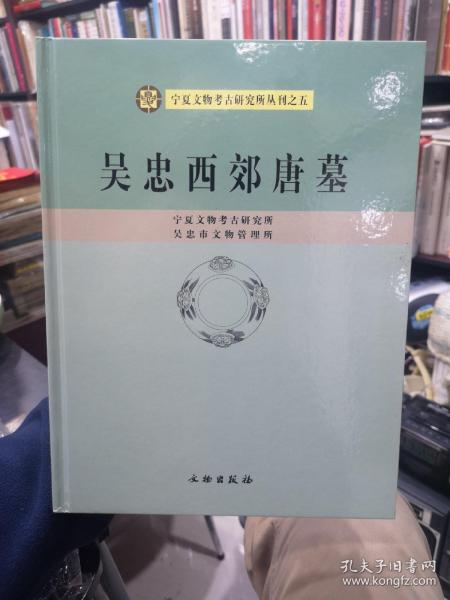 宁夏文物考古研究所丛刊之五
吴忠西郊唐墓
宁夏文物考古研究所
吴忠市文物管理所
文物出版社
孔夫子旧书网
www.kongfz.com